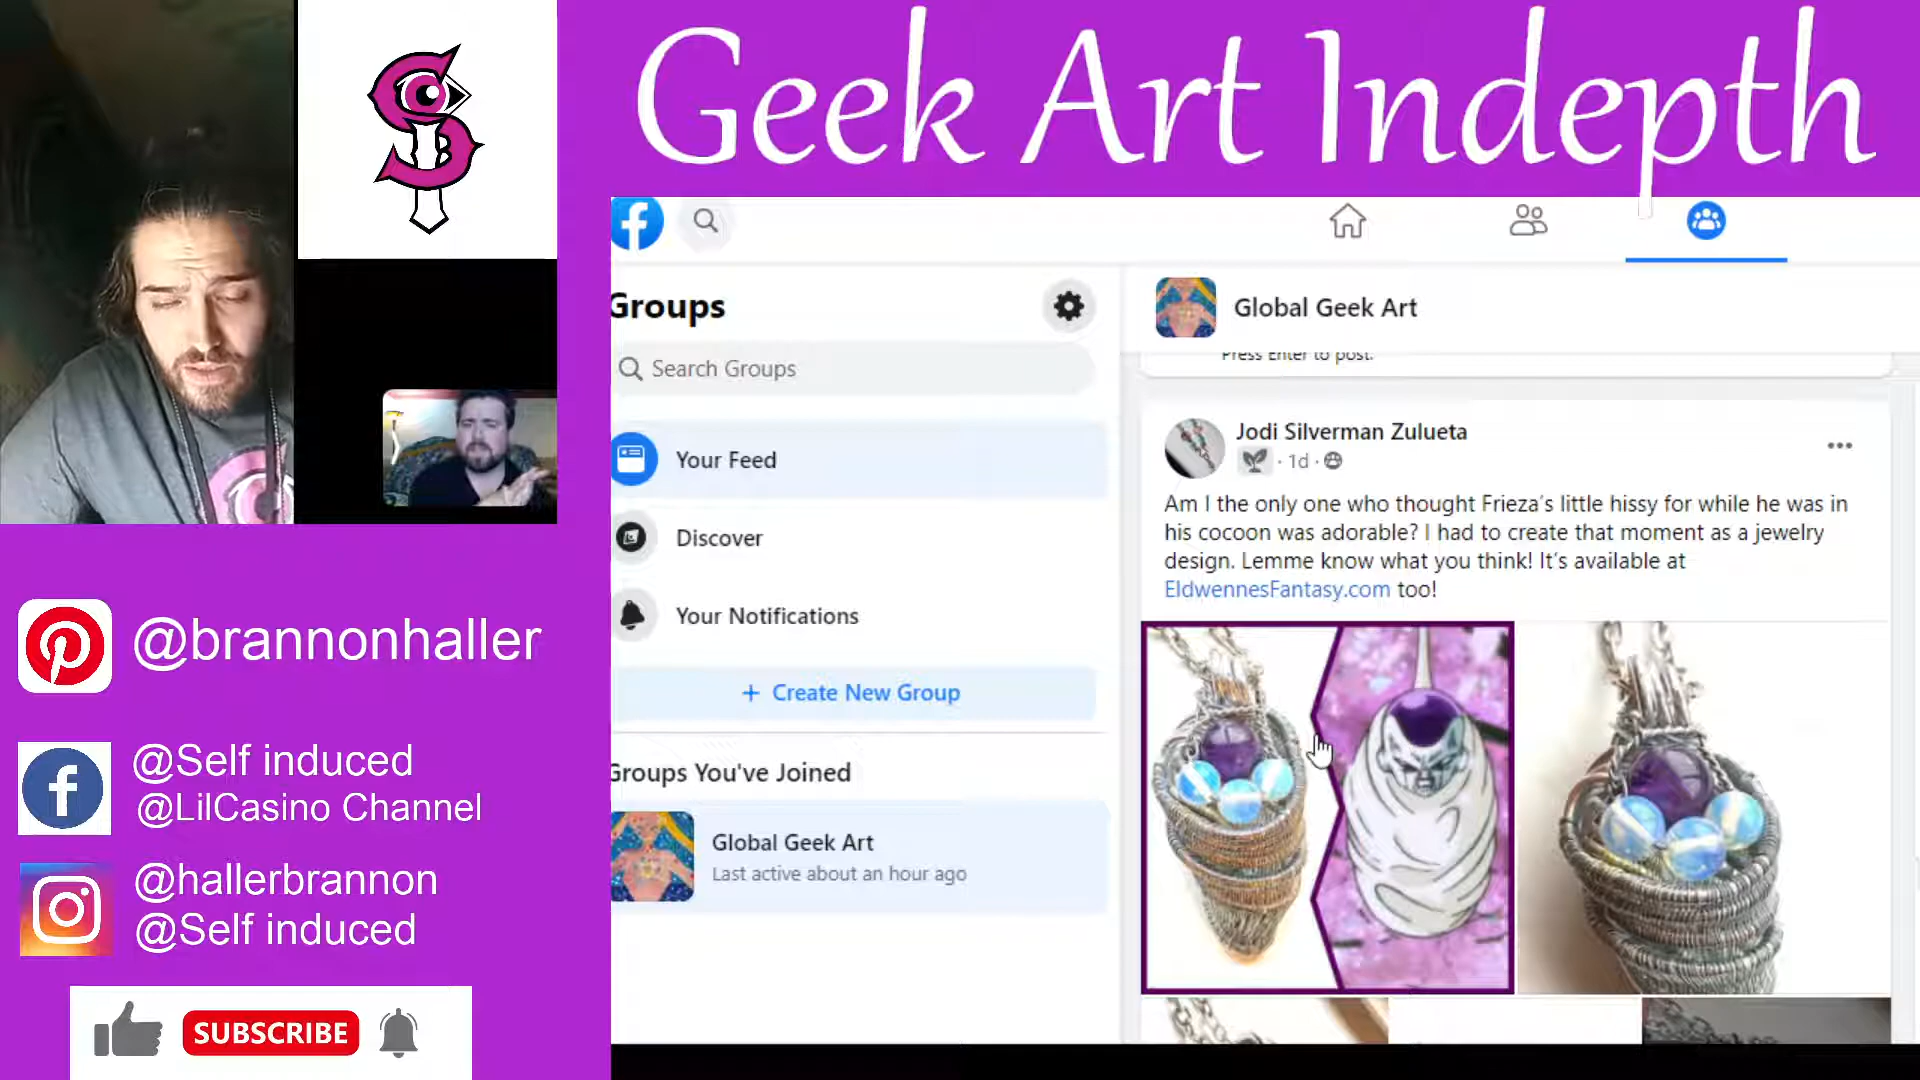 Geek Art Indepth
Groups
Search Groups
Your Feed
Discover
Your Notifications
+ Create New Group
Groups You've Joined
Global Geek Art
Last active about an hour ago
Global Geek Art
Press Enter to post.
Jodi Silverman Zulueta
· 1d ·
Am I the only one who thought Frieza's little hissy for while he was in
his cocoon was adorable? I had to create that moment as a jewelry
design. Lemme know what you think! It's available at
EldwennesFantasy.com too!
@brannonhaller
@Self induced
@LilCasino Channel
@hallerbrannon
@Self induced
SUBSCRIBE